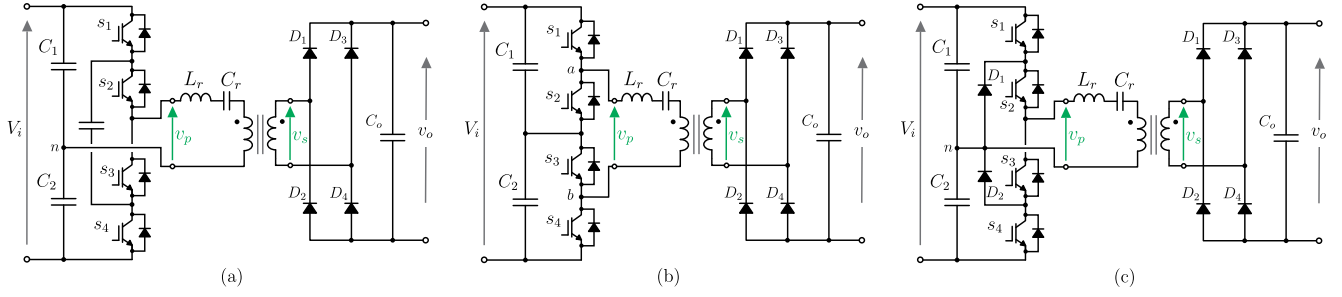 s1
D1
D3
C1
s2
Lr
Cr
Vi
vp
vs
Co
vo
n
s3
C2
D2
D4
s4
(a)
s1
D1
D3
C1
a
s2
Lr
Cr
Vi
vp
vs
Co
vo
s3
C2
b
D2
D4
s4
(b)
s1
D1
D3
C1
D1
s2
Lr
Cr
Vi
vp
vs
Co
vo
n
s3
C2
D2
D2
D4
s4
(c)